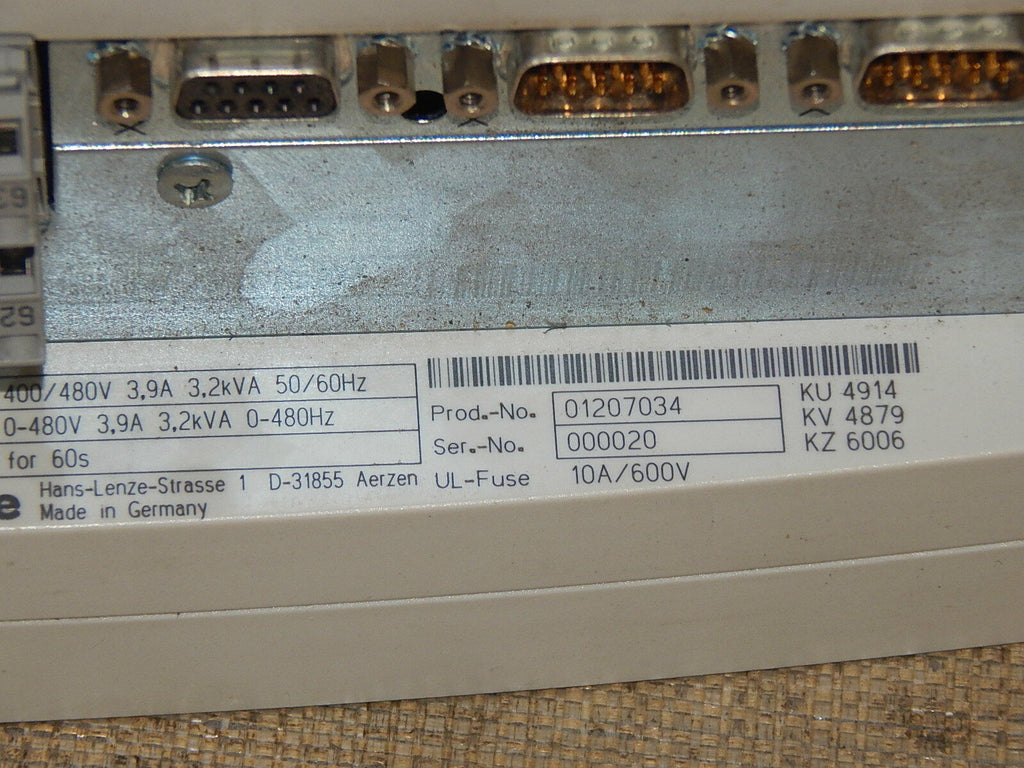 63
62
400/480V 3,9A 3,2kVA 50/60Hz
0-480V 3,9A 3,2kVA 0-480Hz
for 60s
e Hans-Lenze-Strasse 1 D-31855 Aerzen
Made in Germany
Prod.-No. 01207034
Ser.-No. 000020
UL-Fuse 10A/600V
KU 4914
KV 4879
KZ 6006